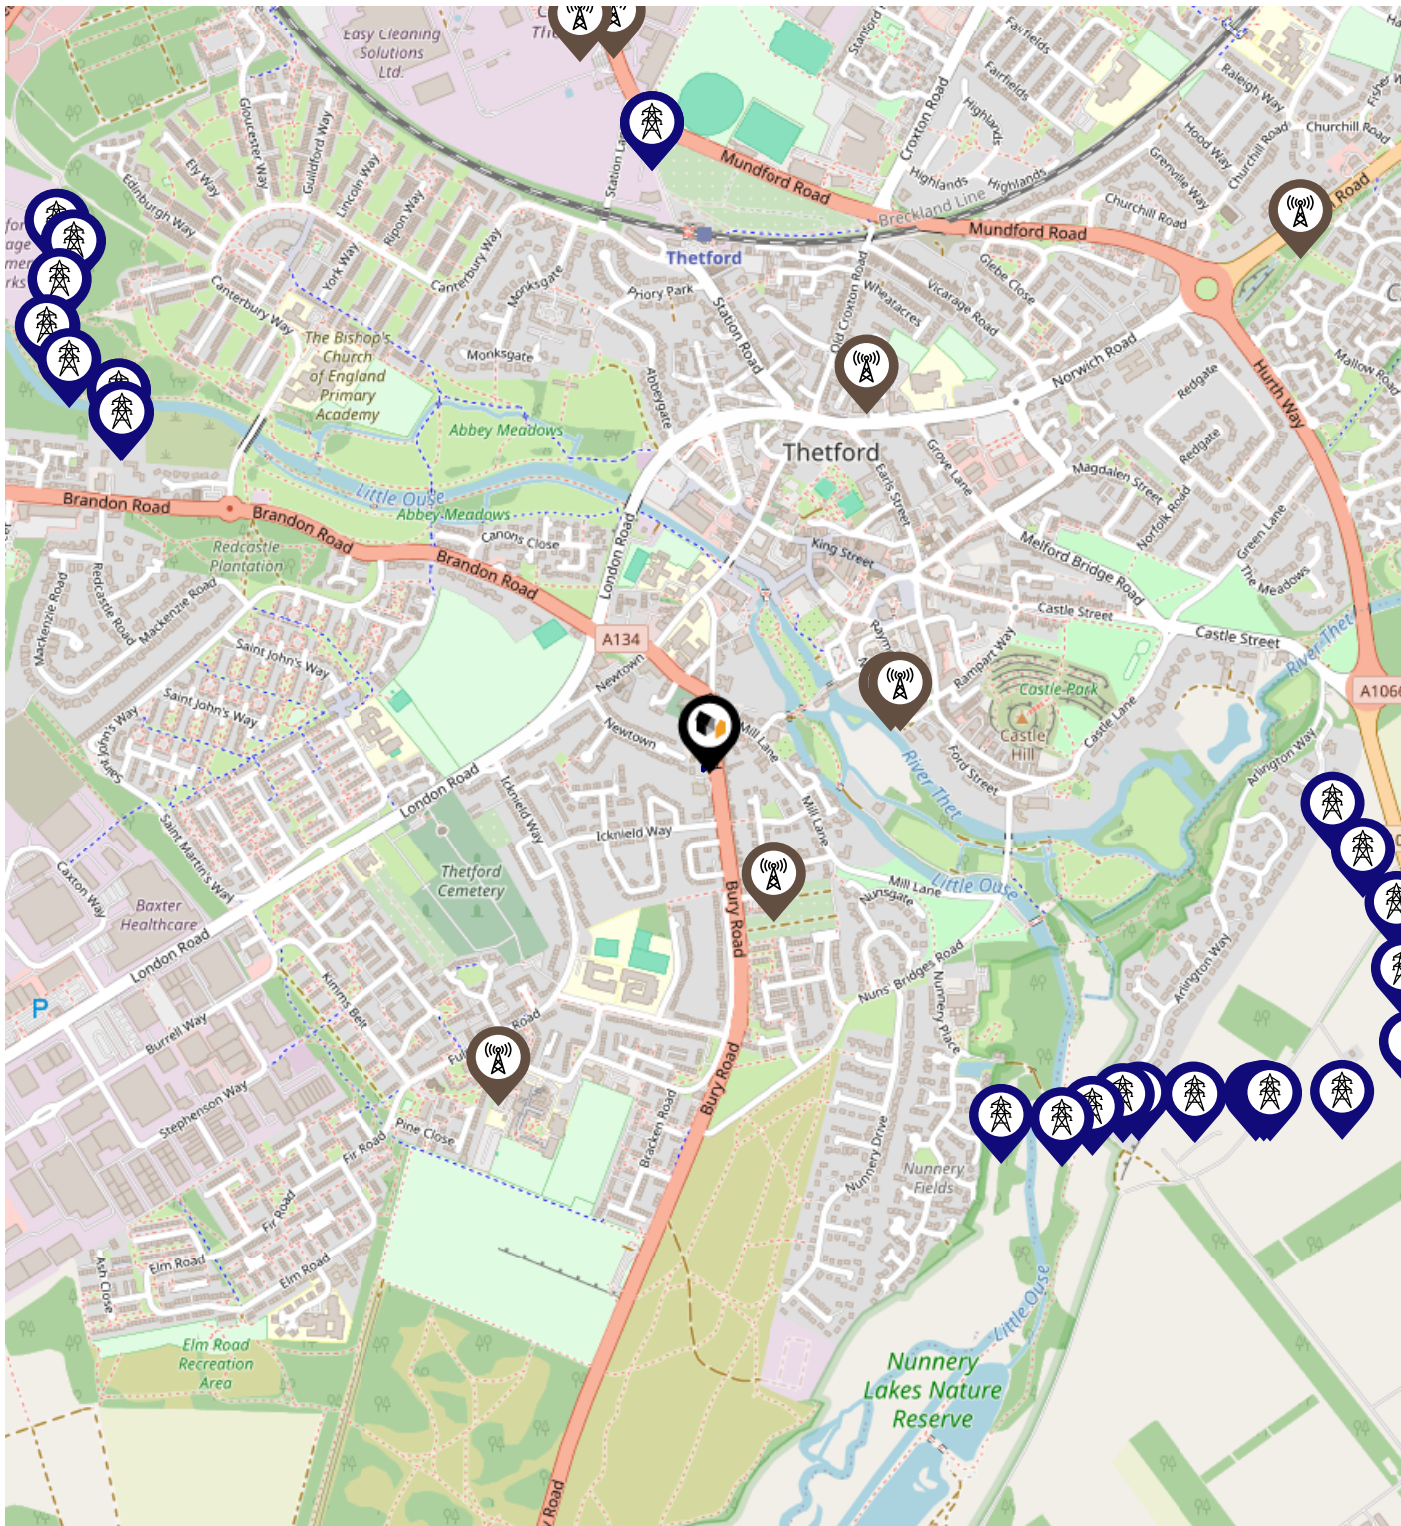 Easy Cleaning
Solutions
Ltd.
Station La
Stanford
Fairfields
Fairfields
Highlands
Croxton Road
Highlands
Highlands
Raleigh Way
Hood Way
Grenville Way
Churchill Road
Churchill Road
Churchill Road
Breckland Line
Mundford Road
Mundford Road
Road
Gloucester Way
Guildford Way
Ely Way
Lincoln Way
Edinburgh Way
Ripon Way
York Way
Canterbury Way
Canterbury Way
Monksgate
Monksgate
Thetford
Priory Park
Station Road
Old Croxton Road
Wheatacres
Vicarage Road
Glebe Close
Norwich Road
Hurth Way
Mallow Road
Redgate
Redgate
The Bishop's
Church
of England
Primary
Academy
Abbeygate
Abbey Meadows
Little Ouse
Abbey Meadows
Thetford
Grove Lane
Earls Street
Magdalen Street
Norfolk Road
Green Lane
The Meadows
Brandon Road
Brandon Road
Brandon Road
Redcastle
Plantation
Canons Close
London Road
King Street
Melford Bridge Road
Castle Street
Castle Street
River Thet
Mackenzie Road
Redcastle Road
Mackenzie Road
Saint John's Way
Saint John's Way
Saint John's Way
A134
Newtown
Newtown
Mill Lane
Raym
Rampart Way
Castle Park
Castle
Hill
Castle Lane
A1066
Ford Street
River Thet
Arlington Way
London Road
Icknield Way
Icknield Way
Mill Lane
Saint Martin's Way
Caxton Way
Thetford
Cemetery
Baxter
Healthcare
London Road
Bury Road
Mill Lane
Nunsgate
Little Ouse
Nuns' Bridges Road
Arlington Way
P
Burrell Way
Kimms Belt
Ful
Road
Nunnery Place
Stephenson Way
Pine Close
Fir Road
Bracken Road
Bury Road
Nunnery Drive
Nunnery
Fields
Fir Road
Elm Road
Elm Road
Ash Close
Elm Road
Recreation
Area
Little Ouse
Nunnery
Lakes Nature
Reserve
Road